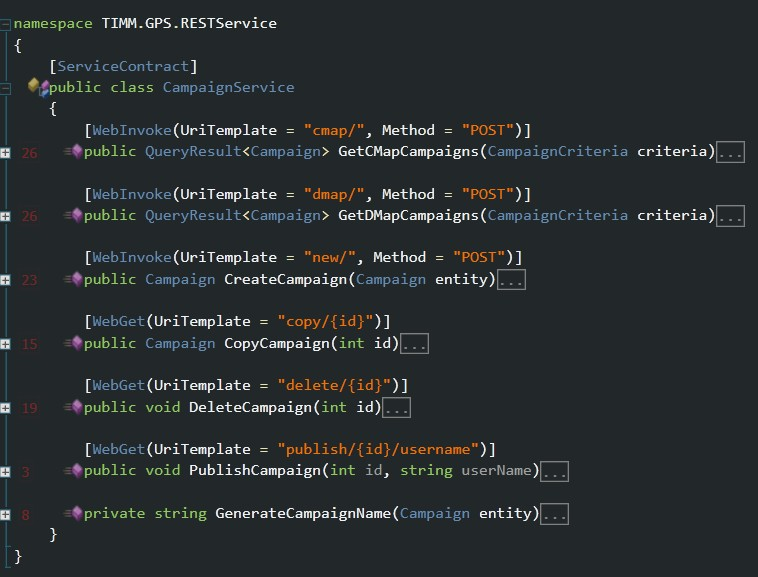 namespace TIMM.GPS.RESTService
{
[ServiceContract]
public class CampaignService
{
[WebInvoke(UriTemplate = "cmap/", Method = "POST")]
26 public QueryResult<Campaign> GetCMapCampaigns(CampaignCriteria criteria)...
[WebInvoke(UriTemplate = "dmap/", Method = "POST")]
26 public QueryResult<Campaign> GetDMapCampaigns(CampaignCriteria criteria)...
[WebInvoke(UriTemplate = "new/", Method = "POST")]
23 public Campaign CreateCampaign(Campaign entity)...
[WebGet(UriTemplate = "copy/{id}")]
15 public Campaign CopyCampaign(int id)...
[WebGet(UriTemplate = "delete/{id}")]
19 public void DeleteCampaign(int id)...
[WebGet(UriTemplate = "publish/{id}/username")]
3 public void PublishCampaign(int id, string userName)...
8 private string GenerateCampaignName(Campaign entity)...
}
}